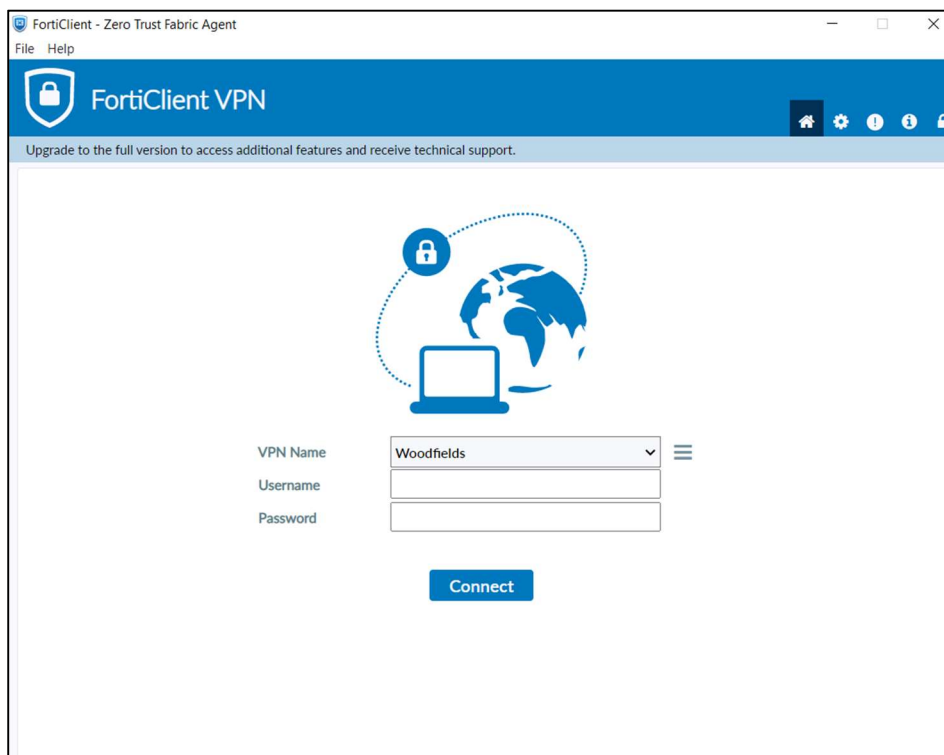 FortiClient - Zero Trust Fabric Agent
File Help
FortiClient VPN
Upgrade to the full version to access additional features and receive technical support.
VPN Name Woodfields
Username
Password
Connect